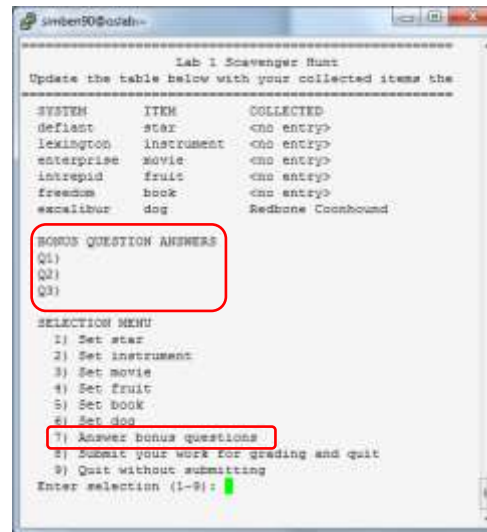 simben90@oslab:~
Lab 1 Scavenger Hunt
Update the table below with your collected items the
SYSTEM ITEM COLLECTED
defiant star <no entry>
lexington instrument <no entry>
enterprise movie <no entry>
intrepid fruit <no entry>
freedom book <no entry>
excalibur dog Redbone Coonhound
BONUS QUESTION ANSWERS
Q1)
Q2)
Q3)
SELECTION MENU
1) Set star
2) Set instrument
3) Set movie
4) Set fruit
5) Set book
6) Set dog
7) Answer bonus questions
8) Submit your work for grading and quit
9) Quit without submitting
Enter selection (1-9):